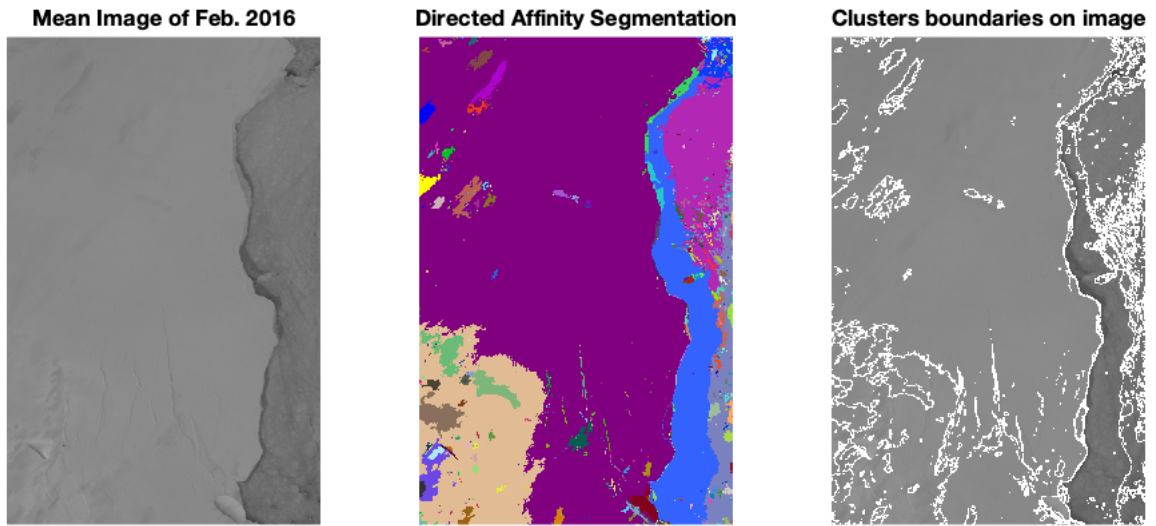 Mean Image of Feb. 2016
Directed Affinity Segmentation
Clusters boundaries on image